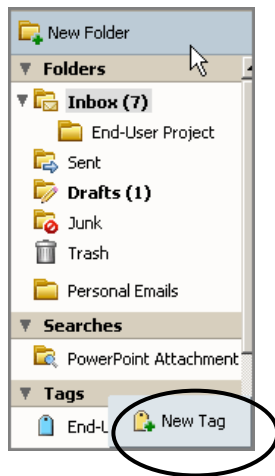 New Folder
Folders
Inbox (7)
End-User Project
Sent
Drafts (1)
Junk
Trash
Personal Emails
Searches
PowerPoint Attachment
Tags
End-U
New Tag